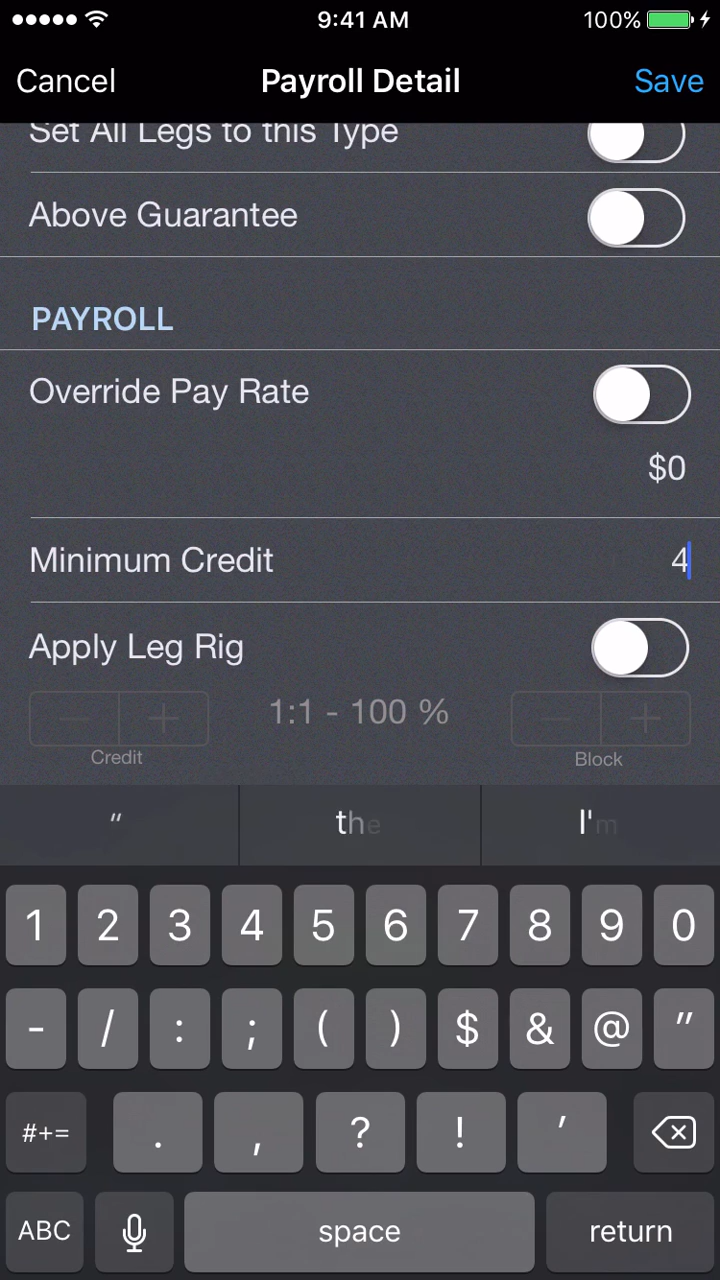 9:41 AM 100%
Cancel Payroll Detail Save
Set All Legs to this Type
Above Guarantee
PAYROLL
Override Pay Rate
$0
Minimum Credit 4
Apply Leg Rig
1:1 - 100 %
Credit Block
“ the I'm
1 2 3 4 5 6 7 8 9 0
- / : ; ( ) $ & @ "
#+= . , ? ! '
ABC space return